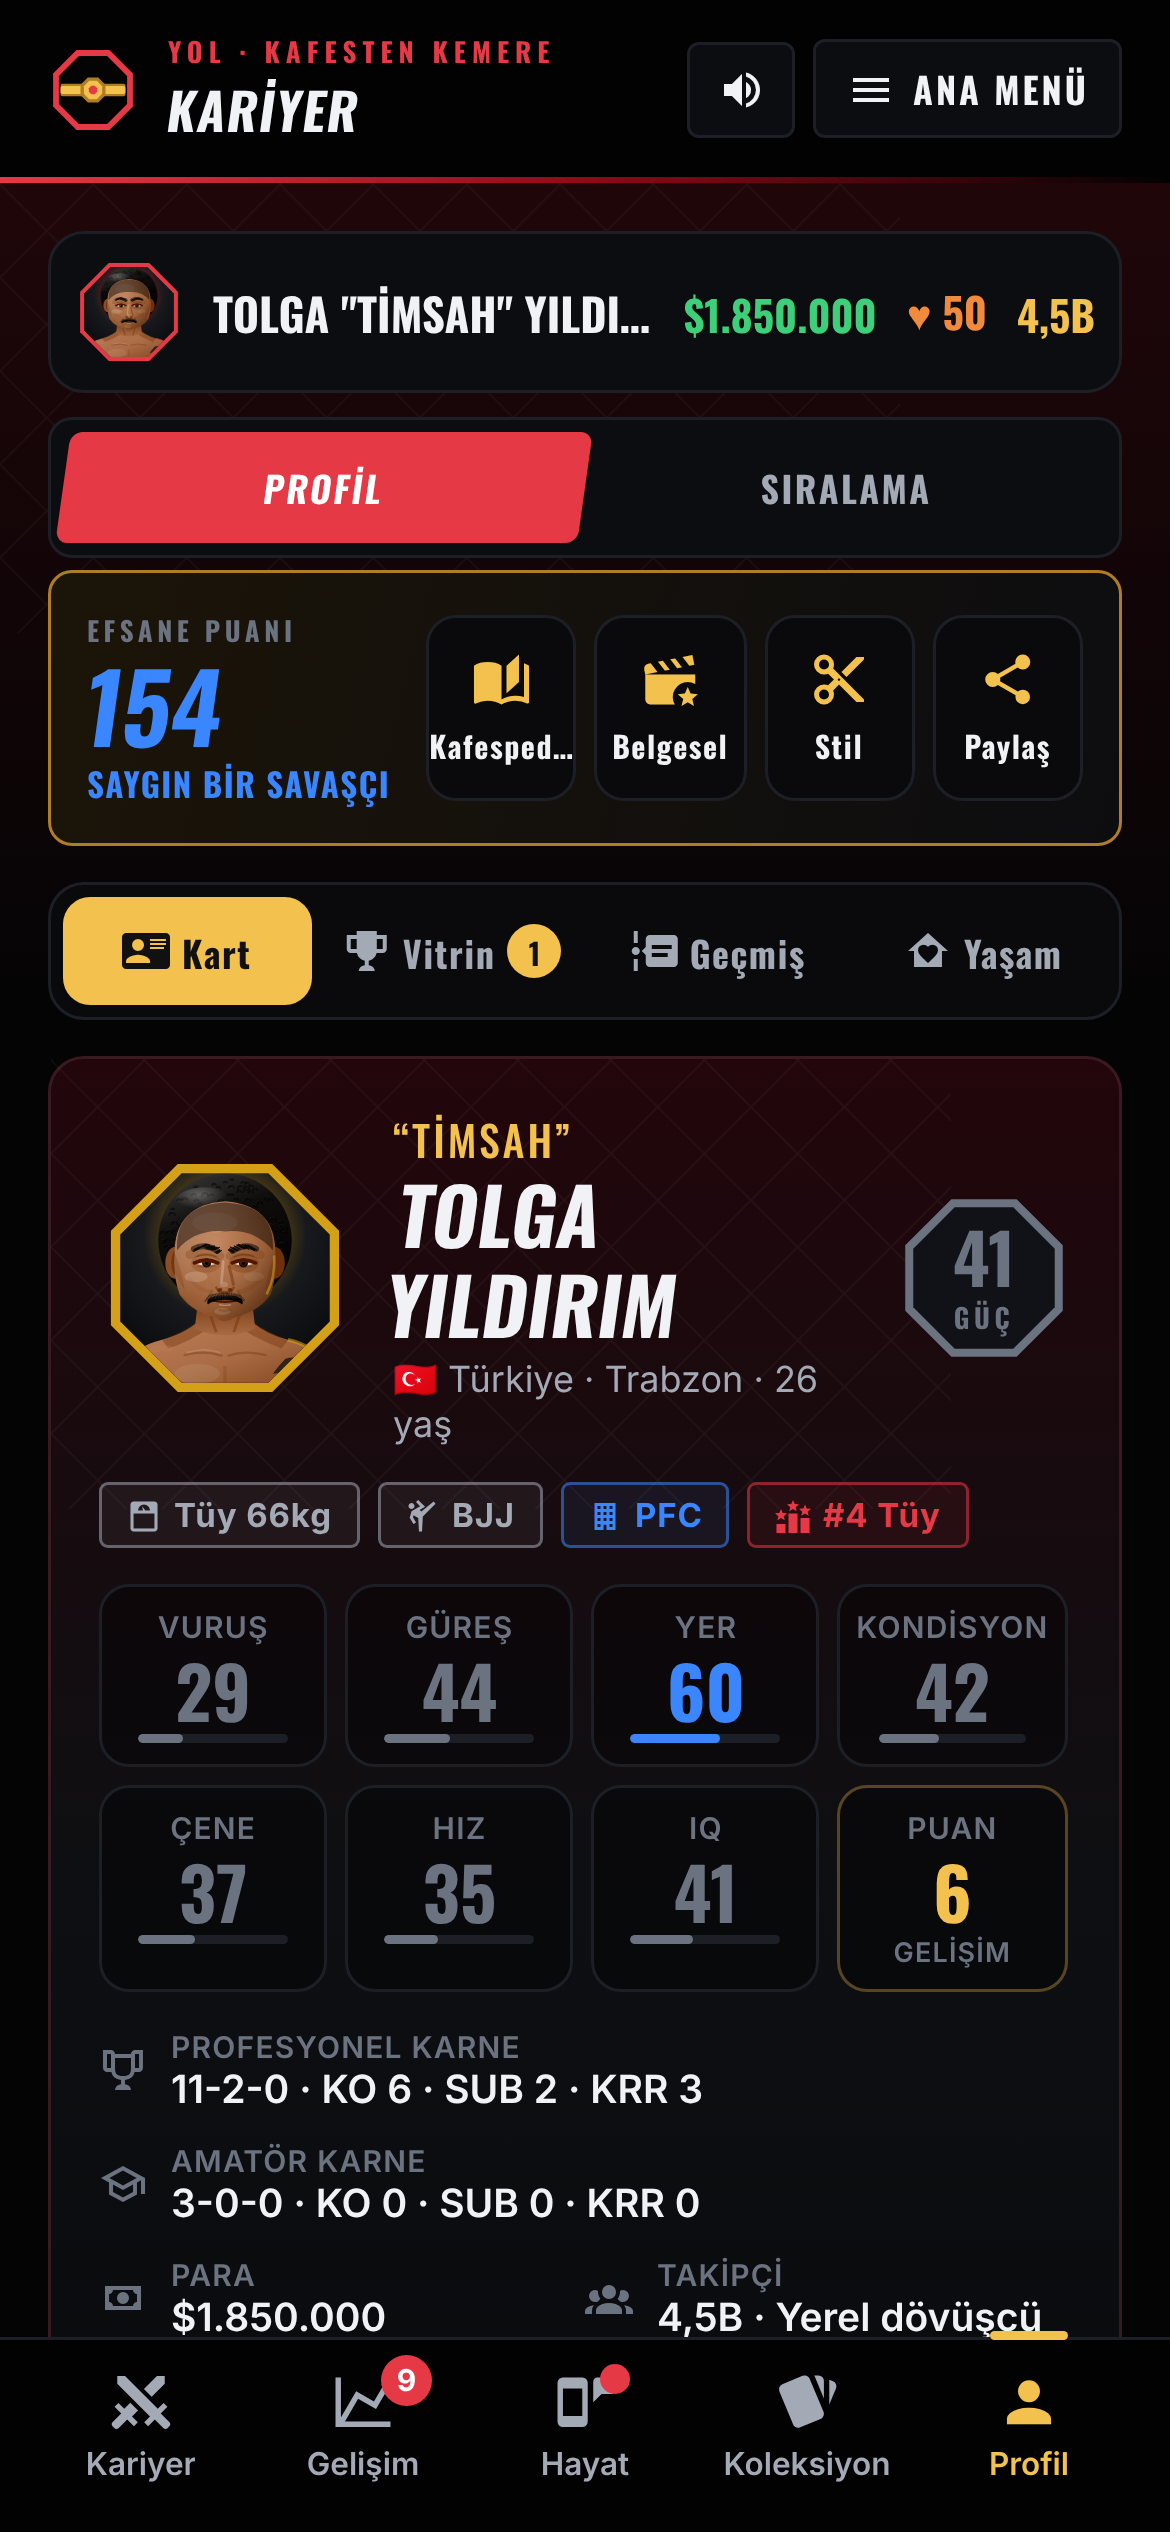 YOL · KAFESTEN KEMERE
KARİYER
ANA MENÜ
TOLGA "TİMSAH" YILDI...
$1.850.000
♥ 50
4,5B
PROFİL
SIRALAMA
EFSANE PUANI
154
SAYGIN BİR SAVAŞÇI
Kafesped...
Belgesel
Stil
Paylaş
Kart
Vitrin 1
Geçmiş
Yaşam
“TİMSAH”
TOLGA
YILDIRIM
🇹🇷 Türkiye · Trabzon · 26
yaş
41
GÜÇ
Tüy 66kg
BJJ
PFC
#4 Tüy
VURUŞ
29
GÜREŞ
44
YER
60
KONDİSYON
42
ÇENE
37
HIZ
35
IQ
41
PUAN
6
GELİŞİM
PROFESYONEL KARNE
11-2-0 · KO 6 · SUB 2 · KRR 3
AMATÖR KARNE
3-0-0 · KO 0 · SUB 0 · KRR 0
PARA
$1.850.000
TAKİPÇİ
4,5B · Yerel dövüşçü
Kariyer
9
Gelişim
Hayat
Koleksiyon
Profil